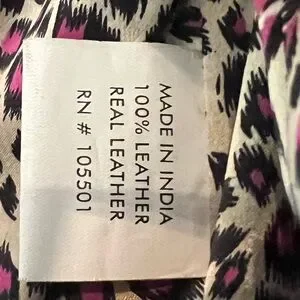 MADE IN INDIA
100% LEATHER
REAL LEATHER
RN # 105501